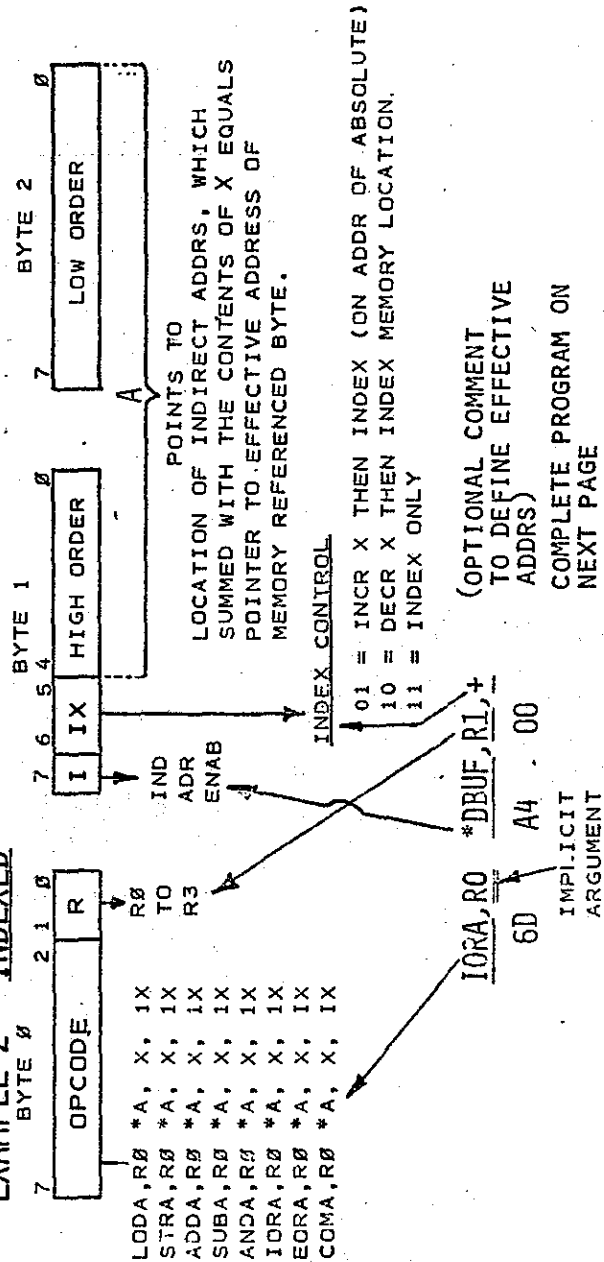 EXAMPLE 2 INDEXED
BYTE Ø
BYTE 1
BYTE 2
7 2 1 Ø
7 6 5 4 Ø
7 Ø
OPCODE R
I IX HIGH ORDER
LOW ORDER
A
RØ
TO
R3
IND
ADR
ENAB
POINTS TO
LOCATION OF INDIRECT ADDRS, WHICH
SUMMED WITH THE CONTENTS OF X EQUALS
POINTER TO EFFECTIVE ADDRESS OF
MEMORY REFERENCED BYTE.
LODA,RØ *A, X, 1X
STRA,RØ *A, X, 1X
ADDA,RØ *A, X, 1X
SUBA,RØ *A, X, 1X
ANDA,RØ *A, X, 1X
IORA,RØ *A, X, 1X
EORA,RØ *A, X, IX
COMA,RØ *A, X, IX
INDEX CONTROL
01 = INCR X THEN INDEX (ON ADDR OF ABSOLUTE)
10 = DECR X THEN INDEX MEMORY LOCATION.
11 = INDEX ONLY
IORA,R0 *DBUF,R1,+
6D A4 00
IMPLICIT
ARGUMENT
(OPTIONAL COMMENT
TO DEFINE EFFECTIVE
ADDRS)
COMPLETE PROGRAM ON
NEXT PAGE